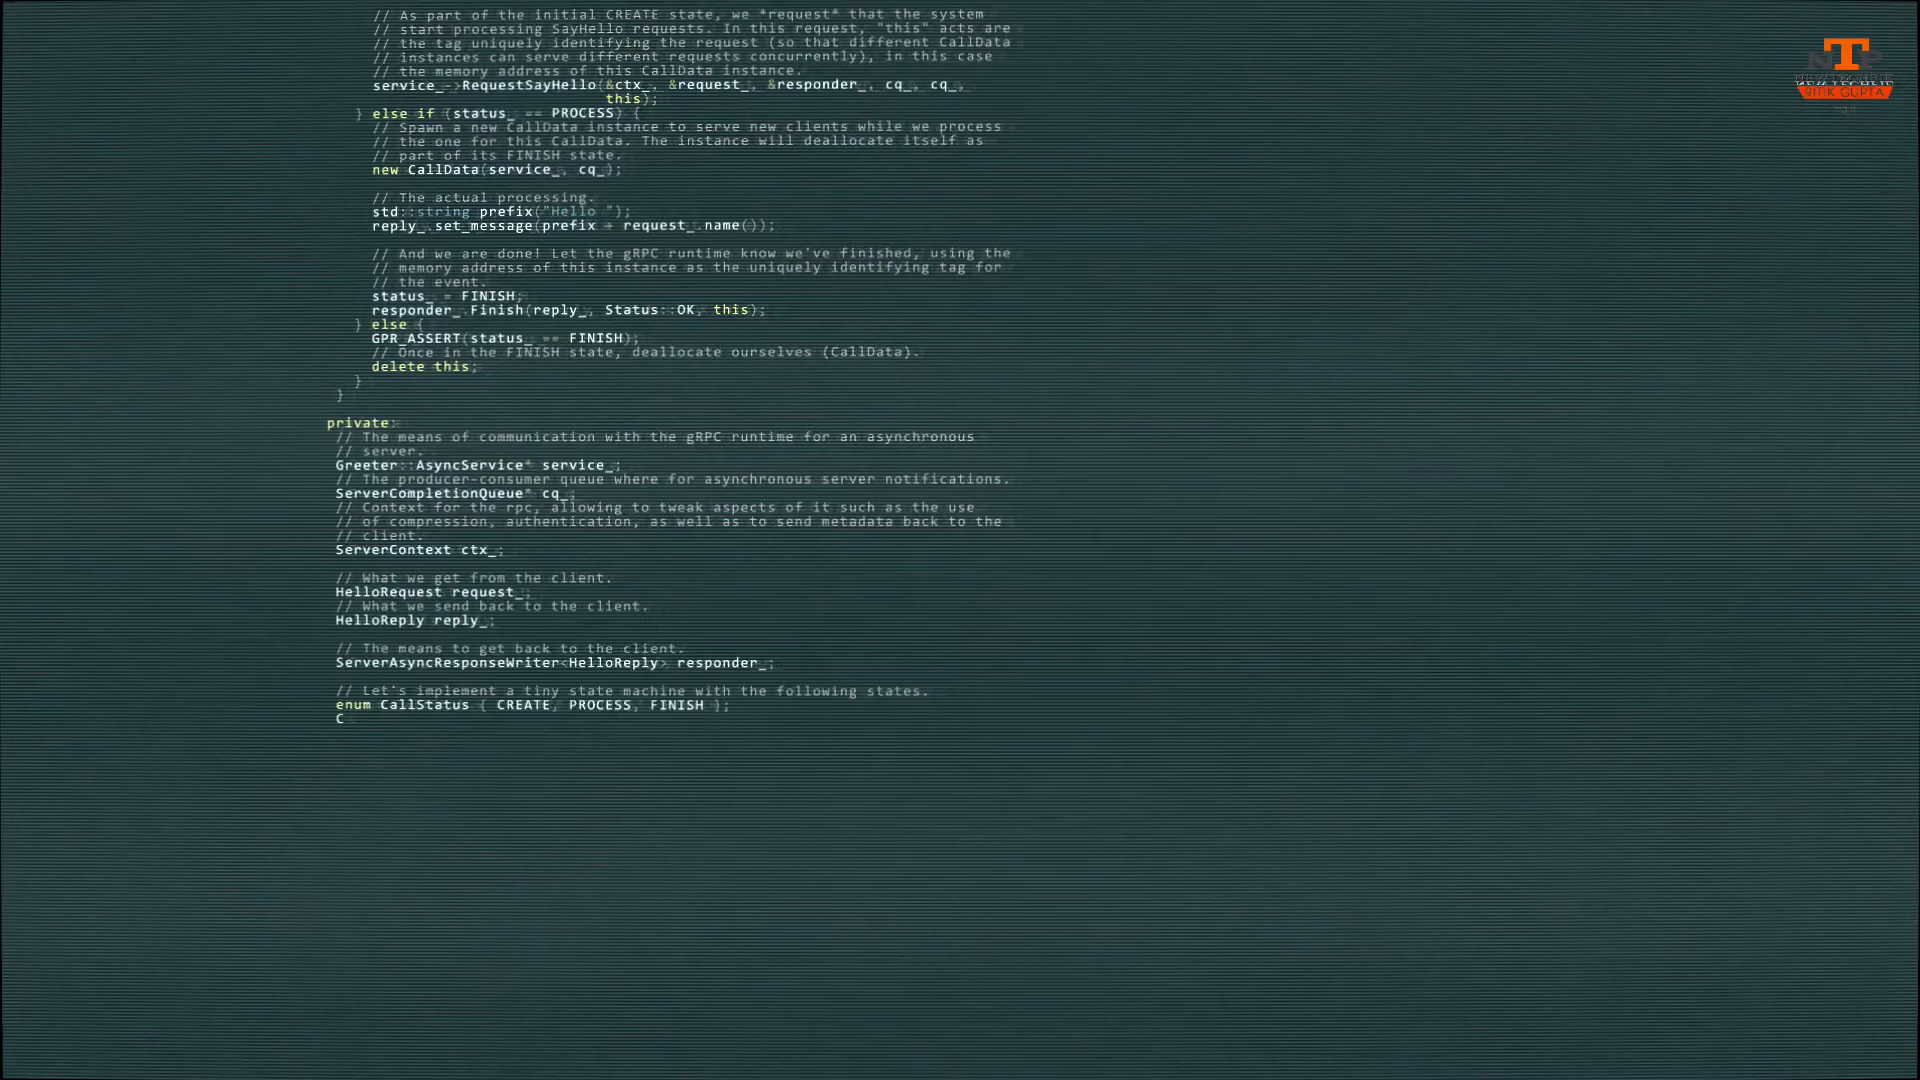 // As part of the initial CREATE state, we *request* that the system
// start processing SayHello requests. In this request, "this" acts are
// the tag uniquely identifying the request (so that different CallData
// instances can serve different requests concurrently), in this case
// the memory address of this CallData instance.
service_->RequestSayHello(&ctx_, &request_, &responder_, cq_, cq_,
this);
} else if (status_ == PROCESS) {
// Spawn a new CallData instance to serve new clients while we process
// the one for this CallData. The instance will deallocate itself as
// part of its FINISH state.
new CallData(service_, cq_);
// The actual processing.
std::string prefix("Hello ");
reply_.set_message(prefix + request_.name());
// And we are done! Let the gRPC runtime know we've finished, using the
// memory address of this instance as the uniquely identifying tag for
// the event.
status_ = FINISH;
responder_.Finish(reply_, Status::OK, this);
} else {
GPR_ASSERT(status_ == FINISH);
// Once in the FINISH state, deallocate ourselves (CallData).
delete this;
}
}
private:
// The means of communication with the gRPC runtime for an asynchronous
// server.
Greeter::AsyncService* service_;
// The producer-consumer queue where for asynchronous server notifications.
ServerCompletionQueue* cq_;
// Context for the rpc, allowing to tweak aspects of it such as the use
// of compression, authentication, as well as to send metadata back to the
// client.
ServerContext ctx_;
// What we get from the client.
HelloRequest request_;
// What we send back to the client.
HelloReply reply_;
// The means to get back to the client.
ServerAsyncResponseWriter<HelloReply> responder_;
// Let's implement a tiny state machine with the following states.
enum CallStatus { CREATE, PROCESS, FINISH };
C
NTP
RITIK GUPTA